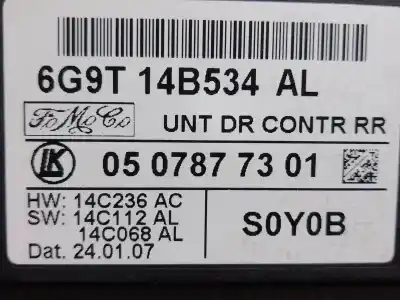 6G9T 14B534 AL
FoMoCo UNT DR CONTR RR
LK 05 0787 73 01
HW: 14C236 AC
SW: 14C112 AL
14C068 AL
S0Y0B
Dat. 24.01.07